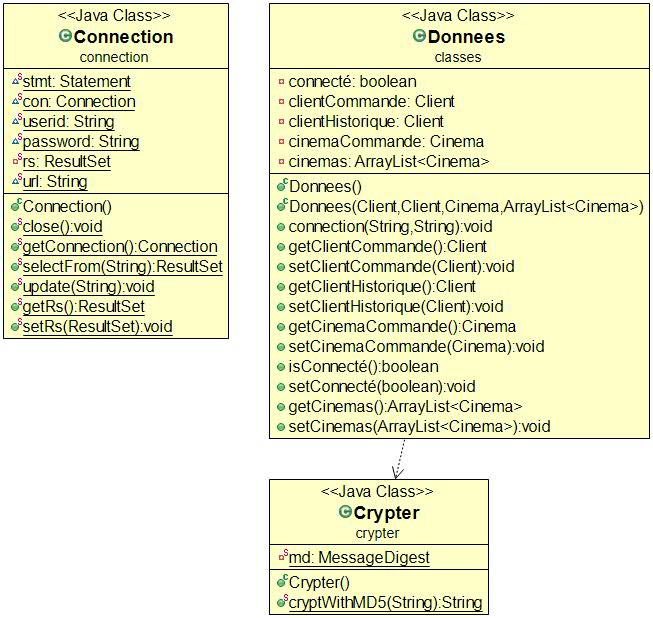 <<Java Class>>
Connection
connection
stmt: Statement
con: Connection
userid: String
password: String
rs: ResultSet
url: String
Connection()
close():void
getConnection():Connection
selectFrom(String):ResultSet
update(String):void
getRs():ResultSet
setRs(ResultSet):void
<<Java Class>>
Donnees
classes
connecté: boolean
clientCommande: Client
clientHistorique: Client
cinemaCommande: Cinema
cinemas: ArrayList<Cinema>
Donnees()
Donnees(Client,Client,Cinema,ArrayList<Cinema>)
connection(String,String):void
getClientCommande():Client
setClientCommande(Client):void
getClientHistorique():Client
setClientHistorique(Client):void
getCinemaCommande():Cinema
setCinemaCommande(Cinema):void
isConnecté():boolean
setConnecté(boolean):void
getCinemas():ArrayList<Cinema>
setCinemas(ArrayList<Cinema>):void
<<Java Class>>
Crypter
crypter
md: MessageDigest
Crypter()
cryptWithMD5(String):String